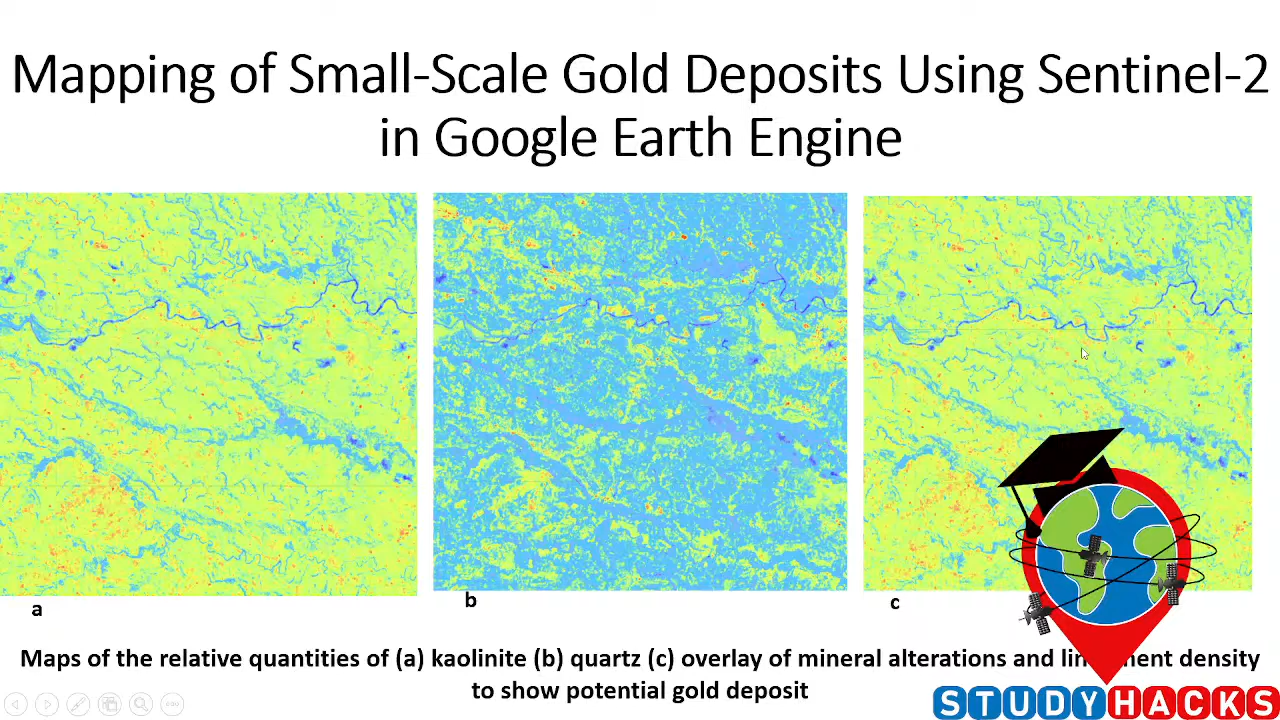 Mapping of Small-Scale Gold Deposits Using Sentinel-2
in Google Earth Engine
a
b
c
Maps of the relative quantities of (a) kaolinite (b) quartz (c) overlay of mineral alterations and density
to show potential gold deposit
STUDYHACKS